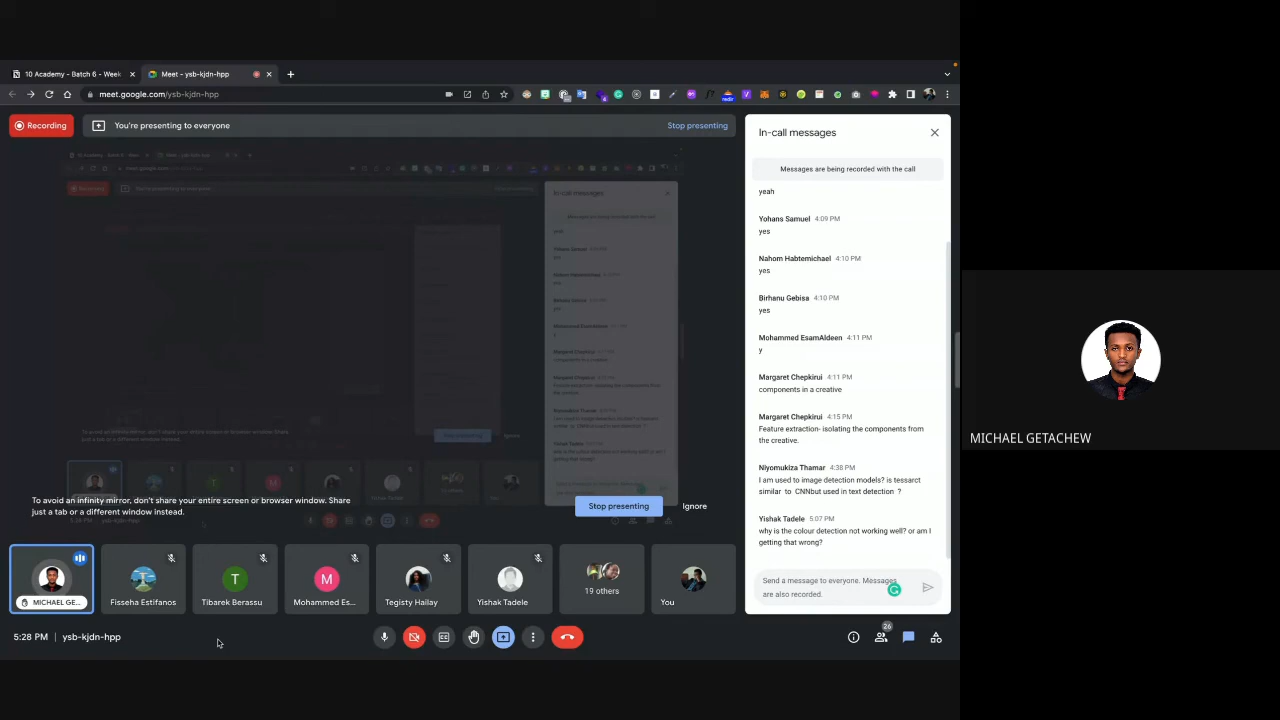 10 Academy - Batch 6 - Week
Meet - ysb-kjdn-hpp
meet.google.com/ysb-kjdn-hpp
Recording
You're presenting to everyone
Stop presenting
In-call messages
Messages are being recorded with the call
yeah
Yohans Samuel 4:09 PM
yes
Nahom Habtemichael 4:10 PM
yes
Birhanu Gebisa 4:10 PM
yes
Mohammed EsamAldeen 4:11 PM
y
Margaret Chepkirui 4:11 PM
components in a creative
Margaret Chepkirui 4:15 PM
Feature extraction- isolating the components from
the creative.
Niyomukiza Thamar 4:38 PM
I am used to image detection models? is tessarct
similar to CNNbut used in text detection ?
Yishak Tadele 5:07 PM
why is the colour detection not working well? or am I
getting that wrong?
Send a message to everyone. Messages
are also recorded.
To avoid an infinity mirror, don't share your entire screen or browser window. Share
just a tab or a different window instead.
Stop presenting
Ignore
MICHAEL GE...
Fisseha Estifanos
Tibarek Berassu
Mohammed Es...
Tegisty Hailay
Yishak Tadele
19 others
You
T
M
5:28 PM | ysb-kjdn-hpp
26
MICHAEL GETACHEW